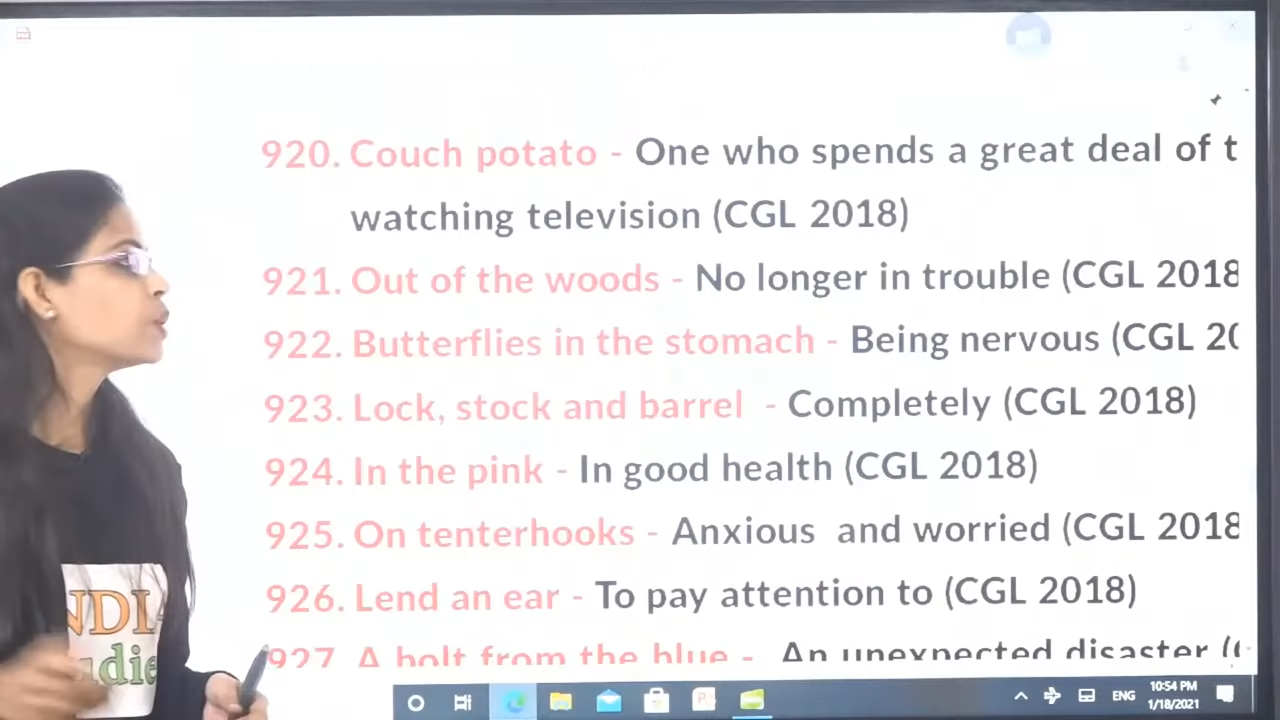 920. Couch potato - One who spends a great deal of t
watching television (CGL 2018)
921. Out of the woods - No longer in trouble (CGL 2018
922. Butterflies in the stomach - Being nervous (CGL 20
923. Lock, stock and barrel - Completely (CGL 2018)
924. In the pink - In good health (CGL 2018)
925. On tenterhooks - Anxious and worried (CGL 2018
926. Lend an ear - To pay attention to (CGL 2018)
927. A bolt from the blue - An unexpected disaster (
NDI
udie
ENG
10:54 PM
1/18/2021